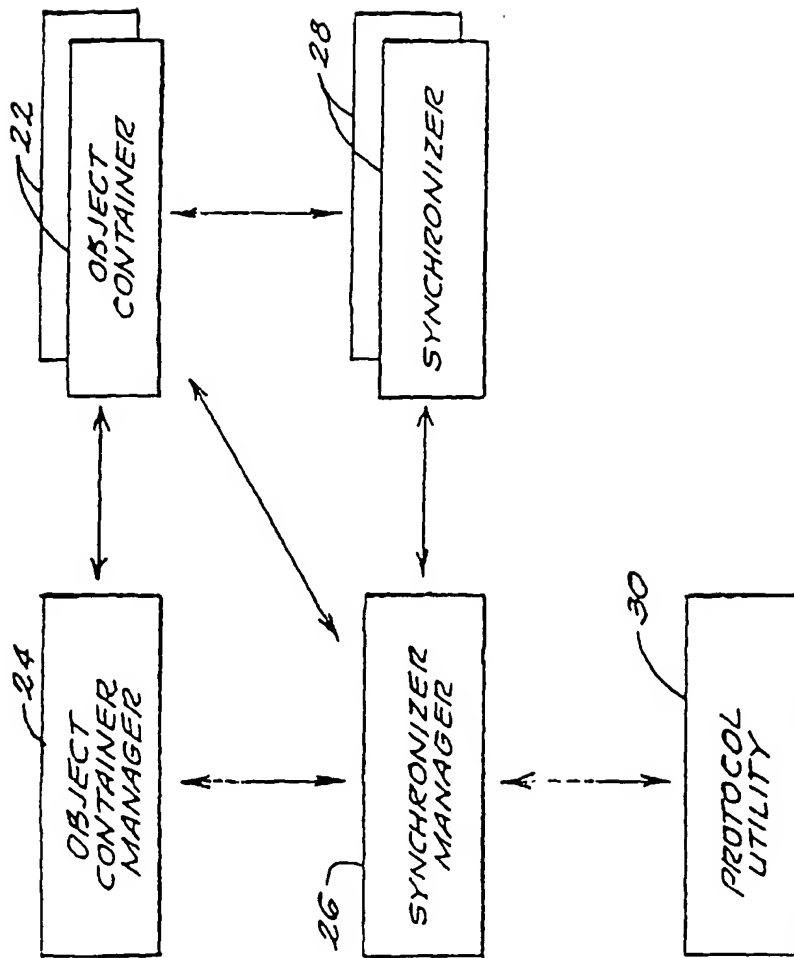 24
OBJECT
CONTAINER
MANAGER
22
OBJECT
CONTAINER
26
SYNCHRONIZER
MANAGER
28
SYNCHRONIZER
30
PROTOCOL
UTILITY